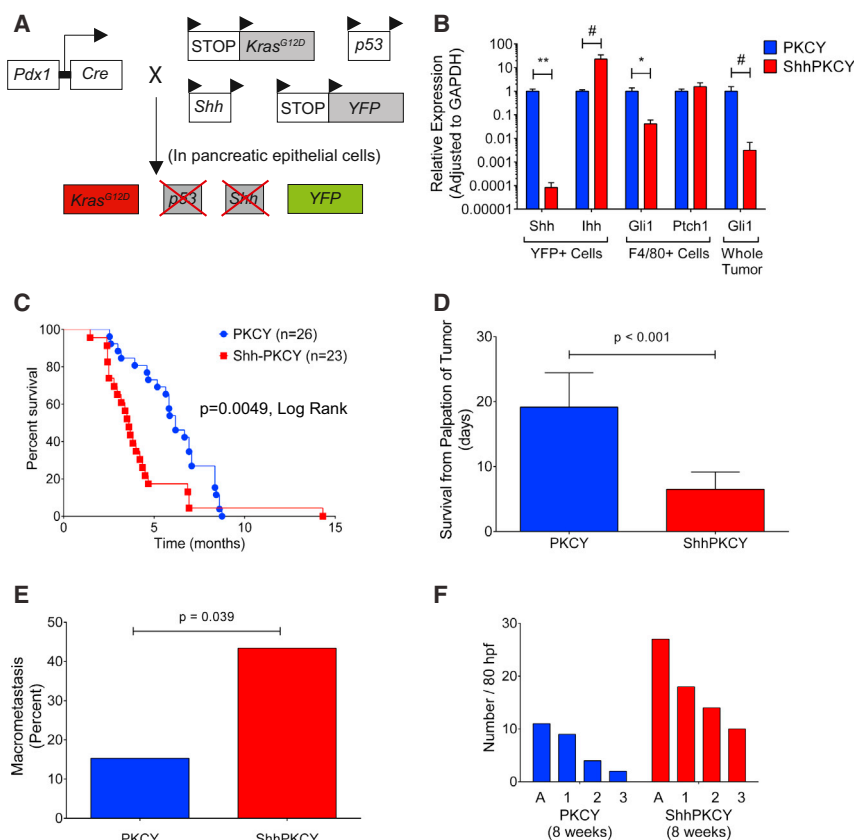 A
Pdx1
Cre
X
STOP
KrasG12D
p53
Shh
STOP
YFP
(In pancreatic epithelial cells)
KrasG12D
p53
Shh
YFP
B
Relative Expression
(Adjusted to GAPDH)
100
10
1
0.1
0.01
0.001
0.0001
0.00001
**
#
*
#
PKCY
ShhPKCY
Shh
Ihh
Gli1
Ptch1
Gli1
YFP+ Cells
F4/80+ Cells
Whole
Tumor
C
Percent survival
100
80
60
40
20
0
PKCY (n=26)
Shh-PKCY (n=23)
p=0.0049, Log Rank
0
5
10
15
Time (months)
D
Survival from Palpation of Tumor
(days)
30
20
10
0
p < 0.001
PKCY
ShhPKCY
E
Macrometastasis
(Percent)
50
40
30
20
10
0
p = 0.039
PKCY
ShhPKCY
F
Number / 80 hpf
30
20
10
0
A 1 2 3
A 1 2 3
PKCY
(8 weeks)
ShhPKCY
(8 weeks)